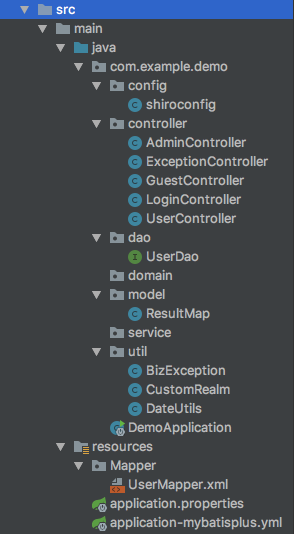 src
main
java
com.example.demo
config
shiroconfig
controller
AdminController
ExceptionController
GuestController
LoginController
UserController
dao
UserDao
domain
model
ResultMap
service
util
BizException
CustomRealm
DateUtils
DemoApplication
resources
Mapper
UserMapper.xml
application.properties
application-mybatisplus.yml